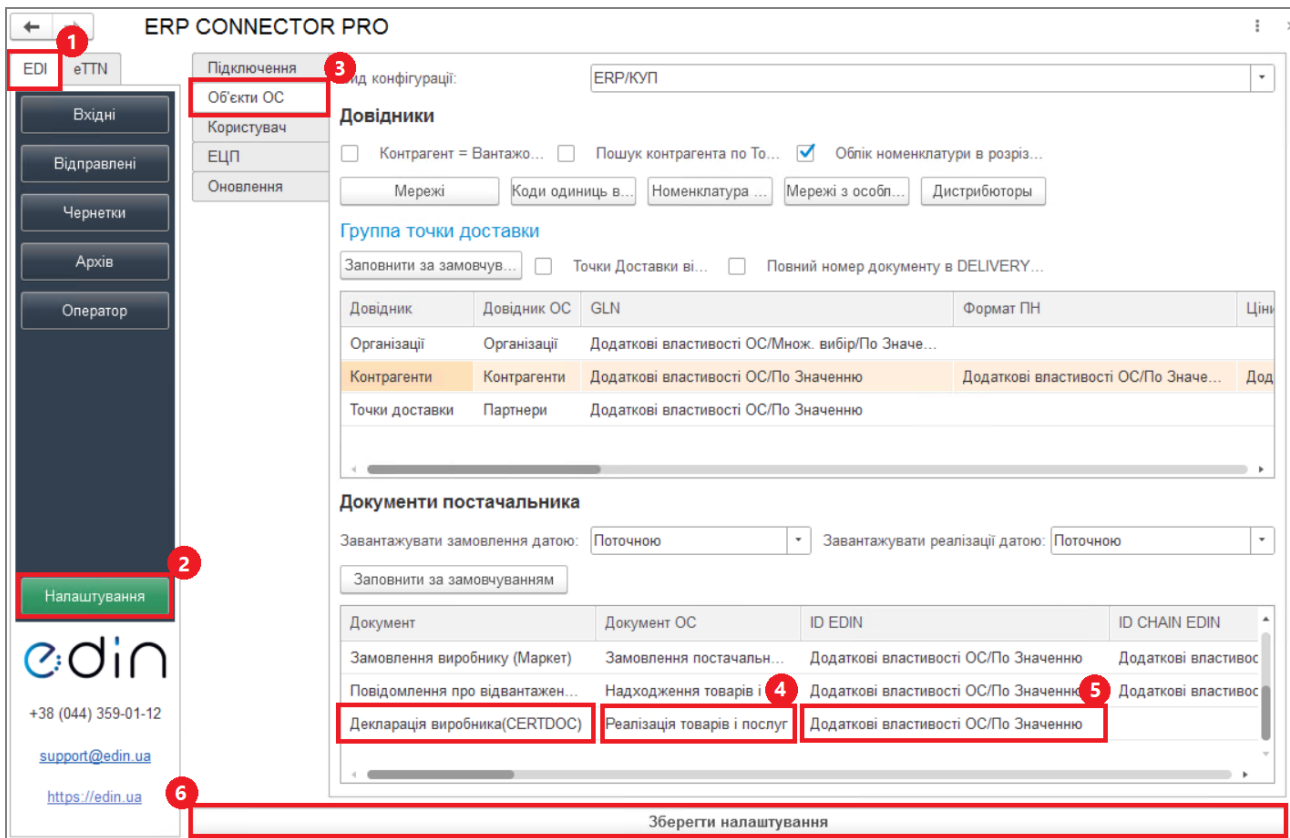 ERP CONNECTOR PRO
1
EDI eTTN
Вхідні
Відправлені
Чернетки
Архів
Оператор
2
Налаштування
edin
+38 (044) 359-01-12
support@edin.ua
https://edin.ua
Підключення
3
Об'єкти ОС
Користувач
ЕЦП
Оновлення
ид конфігурації: ERP/КУП
Довідники
Контрагент = Вантажо... Пошук контрагента по То... Облік номенклатури в розріз...
Мережі Коди одиниць в... Номенклатура ... Мережі з особл... Дистрибюторы
Группа точки доставки
Заповнити за замовчув... Точки Доставки ві... Повний номер документу в DELIVERY...
Довідник Довідник ОС GLN Формат ПН Ціни
Організації Організації Додаткові властивості ОС/Множ. вибір/По Значе...
Контрагенти Контрагенти Додаткові властивості ОС/По Значенню Додаткові властивості ОС/По Значе... Дод
Точки доставки Партнери Додаткові властивості ОС/По Значенню
Документи постачальника
Завантажувати замовлення датою: Поточною Завантажувати реалізації датою: Поточною
Заповнити за замовчуванням
Документ Документ ОС ID EDIN ID CHAIN EDIN
Замовлення виробнику (Маркет) Замовлення постачальн... Додаткові властивості ОС/По Значенню Додаткові властивос
Повідомлення про відвантажен... Надходження товарів і 4 Додаткові властивості ОС/По Значенню 5 Додаткові властивос
Декларація виробника(CERTDOC) Реалізація товарів і послуг Додаткові властивості ОС/По Значенню
6
Зберегти налаштування